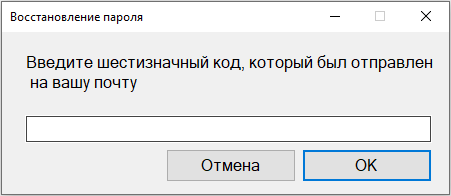 Восстановление пароля
Введите шестизначный код, который был отправлен
на вашу почту
Отмена
OK